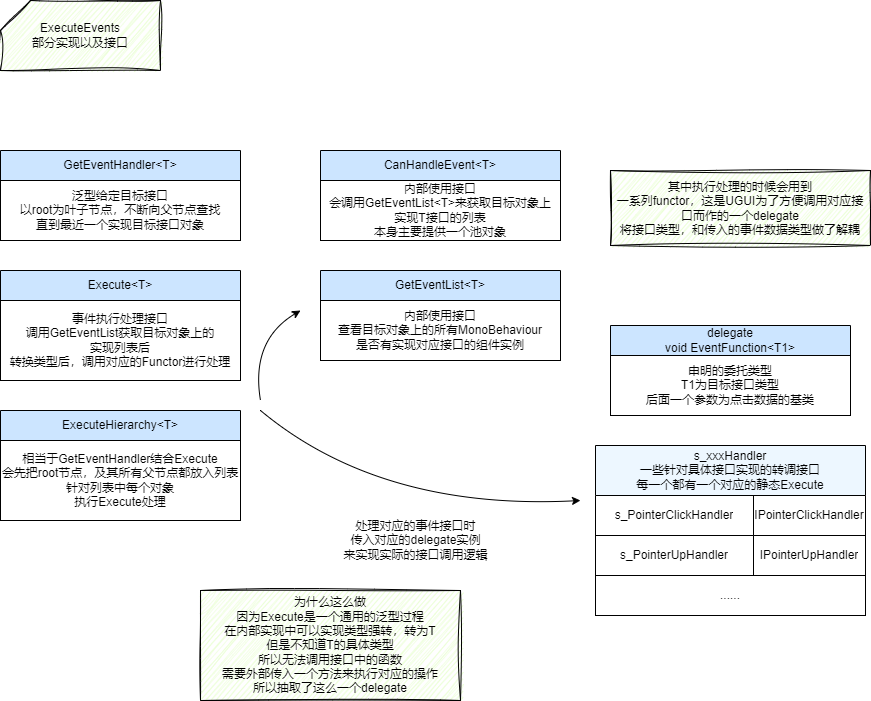 ExecuteEvents
部分实现以及接口
GetEventHandler<T>
泛型给定目标接口
以root为叶子节点，不断向父节点查找
直到最近一个实现目标接口对象
CanHandleEvent<T>
内部使用接口
会调用GetEventList<T>来获取目标对象上
实现T接口的列表
本身主要提供一个池对象
其中执行处理的时候会用到
一系列functor，这是UGUI为了方便调用对应接
口而作的一个delegate
将接口类型，和传入的事件数据类型做了解耦
Execute<T>
事件执行处理接口
调用GetEventList获取目标对象上的
实现列表后
转换类型后，调用对应的Functor进行处理
GetEventList<T>
内部使用接口
查看目标对象上的所有MonoBehaviour
是否有实现对应接口的组件实例
delegate
void EventFunction<T1>
申明的委托类型
T1为目标接口类型
后面一个参数为点击数据的基类
ExecuteHierarchy<T>
相当于GetEventHandler结合Execute
会先把root节点，及其所有父节点都放入列表
针对列表中每个对象
执行Execute处理
s_xxxHandler
一些针对具体接口实现的转调接口
每一个都有一个对应的静态Execute
s_PointerClickHandler
IPointerClickHandler
s_PointerUpHandler
IPointerUpHandler
......
处理对应的事件接口时
传入对应的delegate实例
来实现实际的接口调用逻辑
为什么这么做
因为Execute是一个通用的泛型过程
在内部实现中可以实现类型强转，转为T
但是不知道T的具体类型
所以无法调用接口中的函数
需要外部传入一个方法来执行对应的操作
所以抽取了这么一个delegate